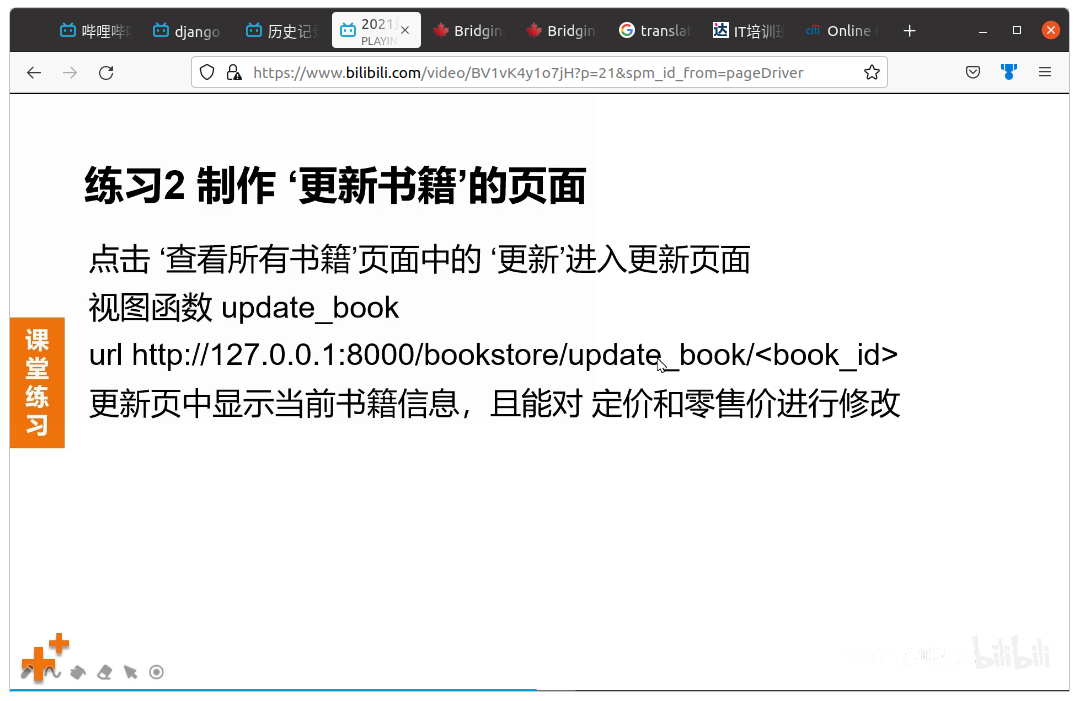 哔哩哔哩
django
历史记录
2021
PLAYIN
Bridgin
Bridgin
translat
IT培训班
citi Online
https://www.bilibili.com/video/BV1vK4y1o7jH?p=21&spm_id_from=pageDriver
练习2 制作 ‘更新书籍’的页面
点击 ‘查看所有书籍’页面中的 ‘更新’进入更新页面
视图函数 update_book
url http://127.0.0.1:8000/bookstore/update_book/<book_id>
更新页中显示当前书籍信息，且能对 定价和零售价进行修改
课
堂
练
习
bilibili